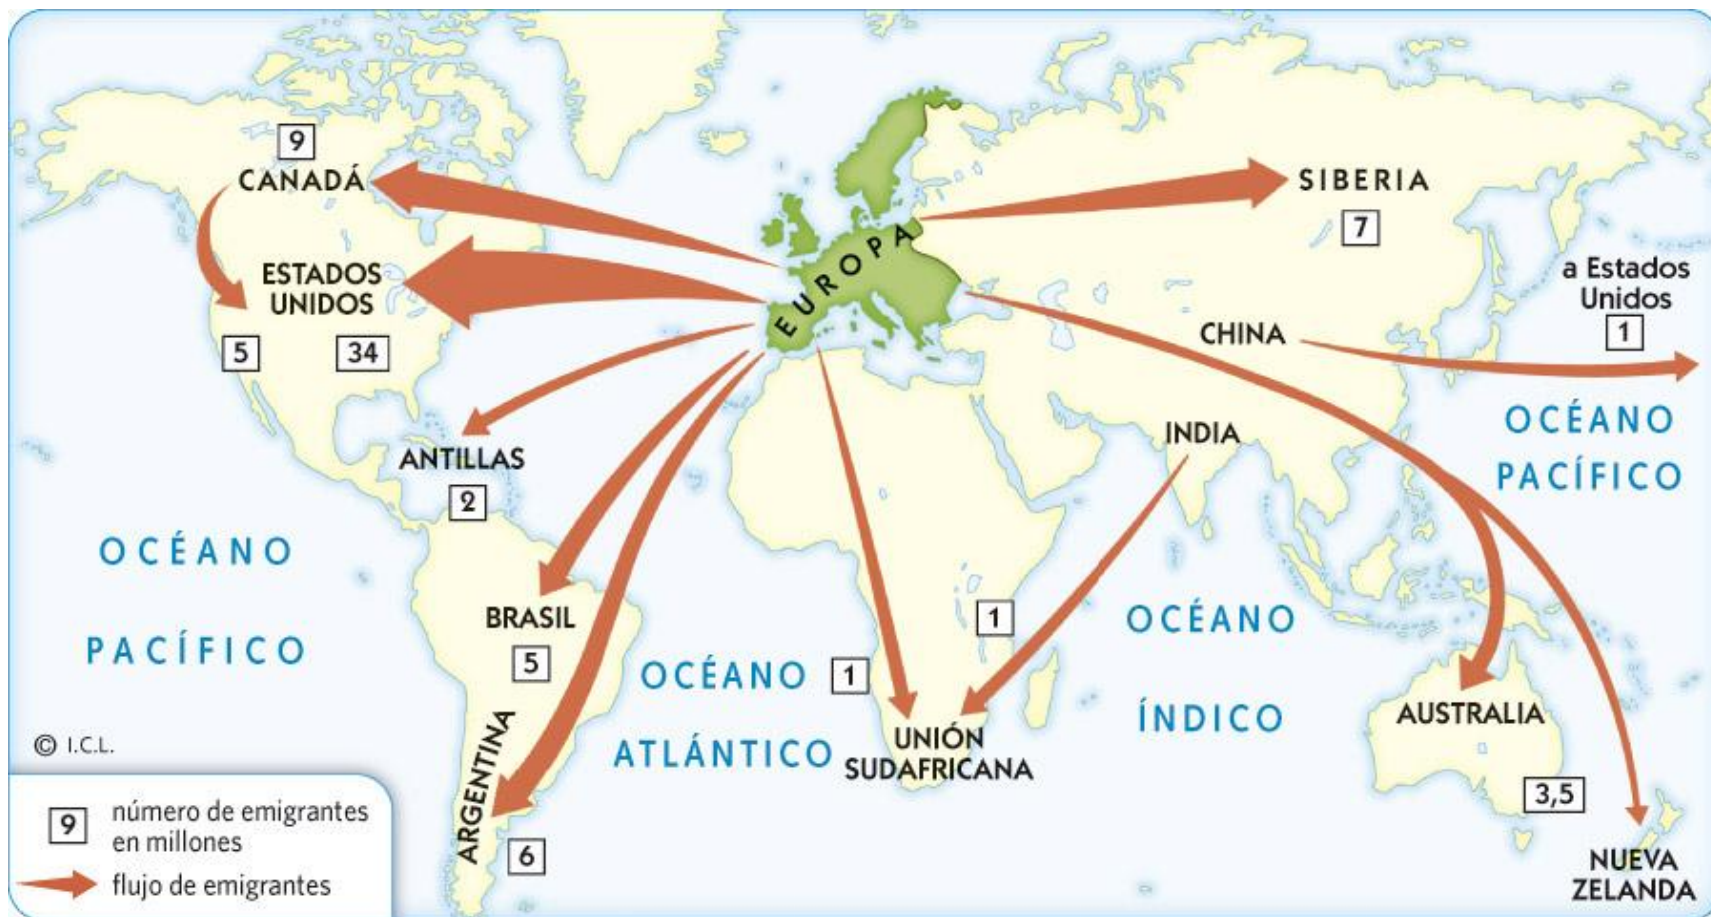 9
CANADÁ
SIBERIA
7
EUROPA
ESTADOS
UNIDOS
5
34
a Estados
Unidos
1
CHINA
OCÉANO
PACÍFICO
INDIA
ANTILLAS
2
OCÉANO
PACÍFICO
BRASIL
5
1
OCÉANO
ÍNDICO
OCÉANO
ATLÁNTICO
1
UNIÓN
SUDAFRICANA
AUSTRALIA
3,5
ARGENTINA
6
NUEVA
ZELANDA
© I.C.L.
9
número de emigrantes
en millones
flujo de emigrantes